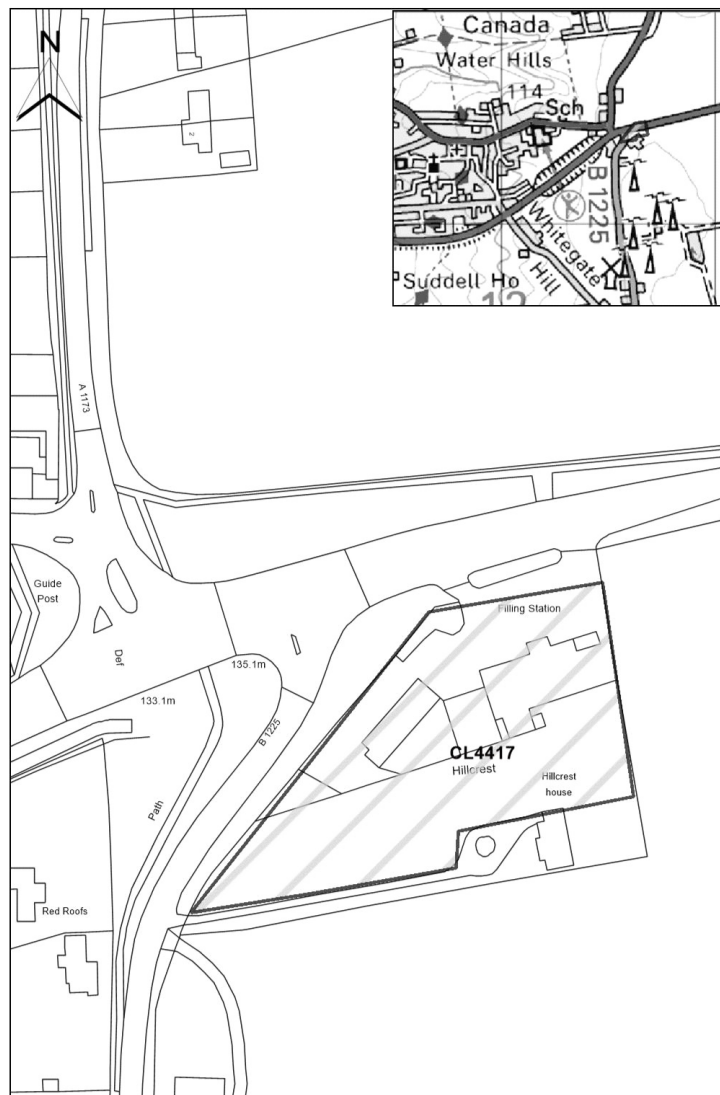 N
Canada
Water Hills
114
Sch
B 1225
Whitegate
Hill
Suddell Ho
2
A 1173
Guide
Post
Def
135.1m
133.1m
B 1225
Path
Filling Station
CL4417
Hillcrest
Hillcrest
house
Red Roofs